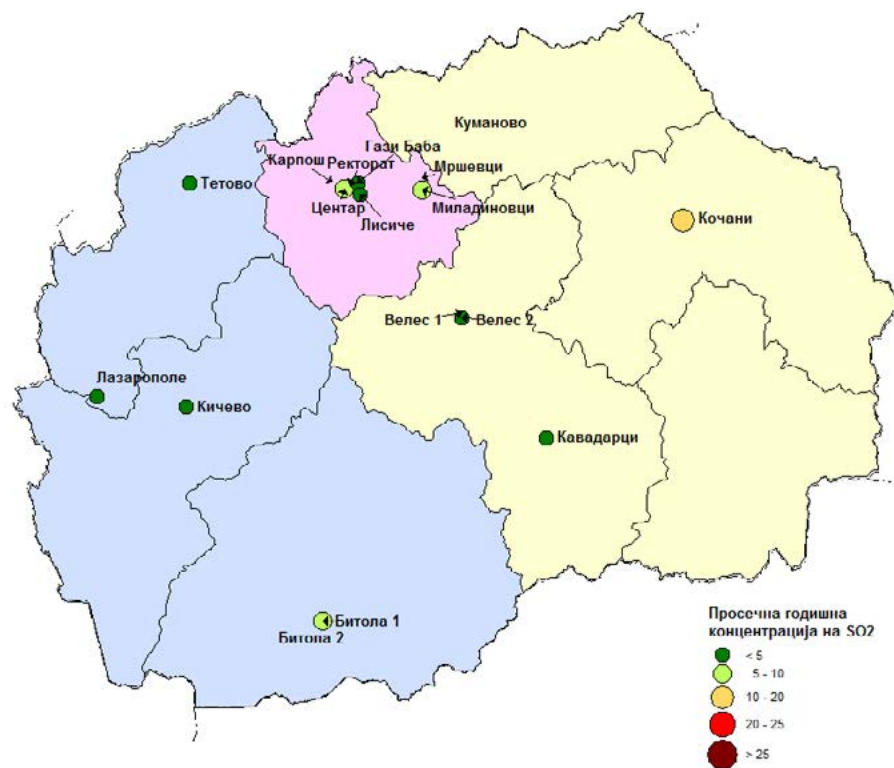 Куманово
Гази Баба
Карпош
Ректорат
Мршевци
Тетово
Центар
Миладиновци
Лисиче
Кочани
Велес 1
Велес 2
Лазарополе
Кичево
Кавадарци
Битола 1
Битола 2
Просечна годишна
концентрација на SO2
< 5
5 - 10
10 - 20
20 - 25
> 25